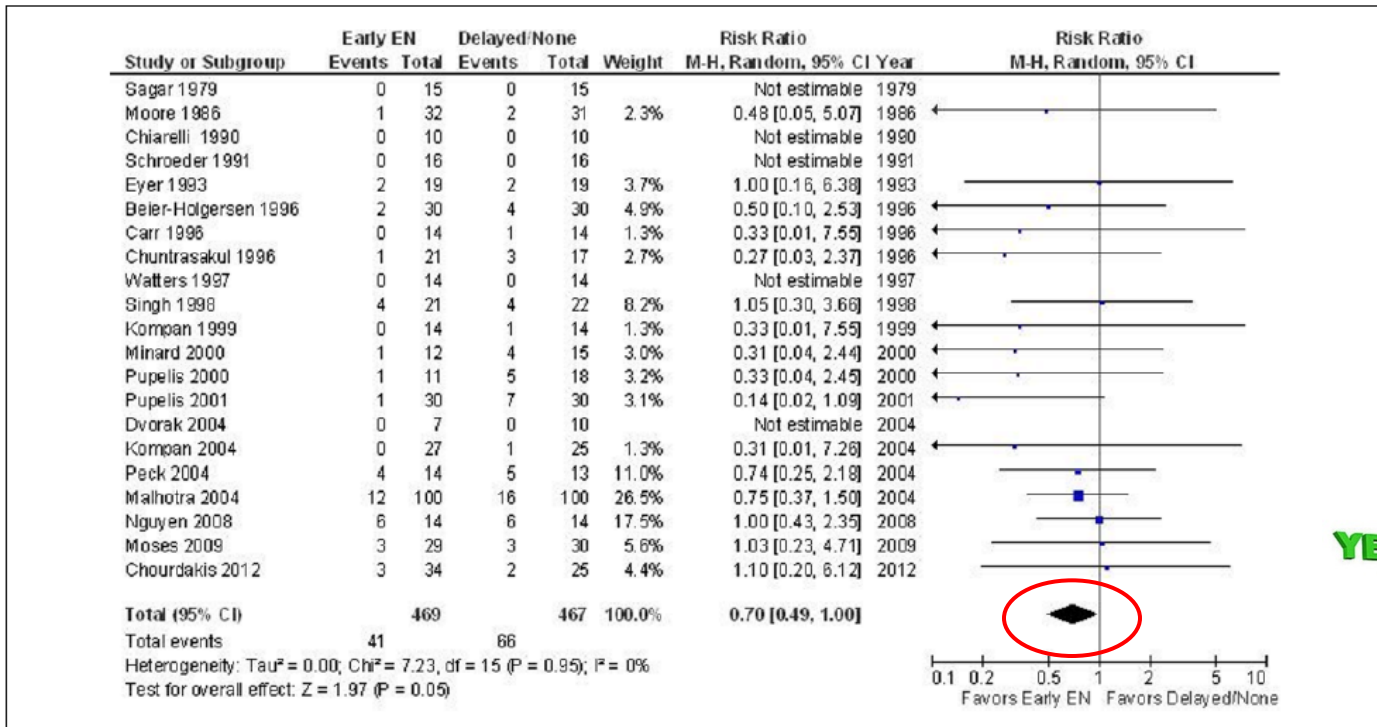 Early EN Delayed/None Risk Ratio Risk Ratio
Study or Subgroup Events Total Events Total Weight M-H, Random, 95% CI Year M-H, Random, 95% CI
Sagar 1979 0 15 0 15 Not estimable 1979
Moore 1986 1 32 2 31 2.3% 0.48 [0.05, 5.07] 1986
Chiarelli 1990 0 10 0 10 Not estimable 1990
Schroeder 1991 0 16 0 16 Not estimable 1991
Eyer 1993 2 19 2 19 3.7% 1.00 [0.16, 6.38] 1993
Beier-Holgersen 1996 2 30 4 30 4.9% 0.50 [0.10, 2.53] 1996
Carr 1996 0 14 1 14 1.3% 0.33 [0.01, 7.55] 1996
Chuntrasakul 1996 1 21 3 17 2.7% 0.27 [0.03, 2.37] 1996
Watters 1997 0 14 0 14 Not estimable 1997
Singh 1998 4 21 4 22 8.2% 1.05 [0.30, 3.66] 1998
Kompan 1999 0 14 1 14 1.3% 0.33 [0.01, 7.55] 1999
Minard 2000 1 12 4 15 3.0% 0.31 [0.04, 2.44] 2000
Pupelis 2000 1 11 5 18 3.2% 0.33 [0.04, 2.45] 2000
Pupelis 2001 1 30 7 30 3.1% 0.14 [0.02, 1.09] 2001
Dvorak 2004 0 7 0 10 Not estimable 2004
Kompan 2004 0 27 1 25 1.3% 0.31 [0.01, 7.26] 2004
Peck 2004 4 14 5 13 11.0% 0.74 [0.25, 2.18] 2004
Malhotra 2004 12 100 16 100 26.5% 0.75 [0.37, 1.50] 2004
Nguyen 2008 6 14 6 14 17.5% 1.00 [0.43, 2.35] 2008
Moses 2009 3 29 3 30 5.6% 1.03 [0.23, 4.71] 2009
Chourdakis 2012 3 34 2 25 4.4% 1.10 [0.20, 6.12] 2012
YE
Total (95% CI) 469 467 100.0% 0.70 [0.49, 1.00]
Total events 41 66
Heterogeneity: Tau² = 0.00; Chi² = 7.23, df = 15 (P = 0.95); I² = 0%
Test for overall effect: Z = 1.97 (P = 0.05)
0.1 0.2 0.5 1 2 5 10
Favors Early EN Favors Delayed/None